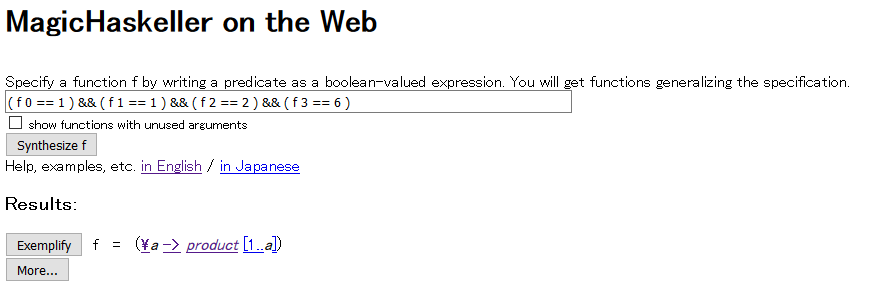 MagicHaskeller on the Web
Specify a function f by writing a predicate as a boolean-valued expression. You will get functions generalizing the specification.
( f 0 == 1 ) && ( f 1 == 1 ) && ( f 2 == 2 ) && ( f 3 == 6 )
show functions with unused arguments
Synthesize f
Help, examples, etc. in English / in Japanese
Results:
Exemplify f = (¥a -> product [1..a])
More...